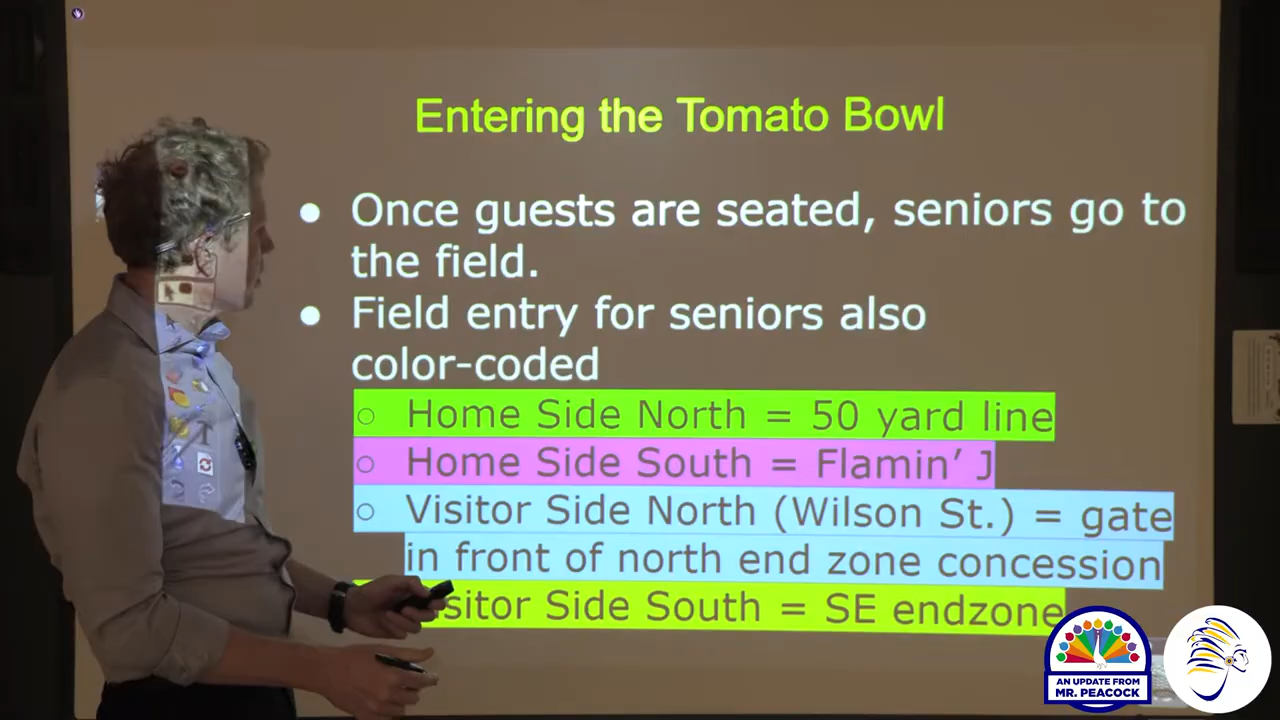 Entering the Tomato Bowl
● Once guests are seated, seniors go to
the field.
● Field entry for seniors also
color-coded
○ Home Side North = 50 yard line
○ Home Side South = Flamin’ J
○ Visitor Side North (Wilson St.) = gate
in front of north end zone concession
Side South = SE endzone
AN UPDATE FROM
MR. PEACOCK